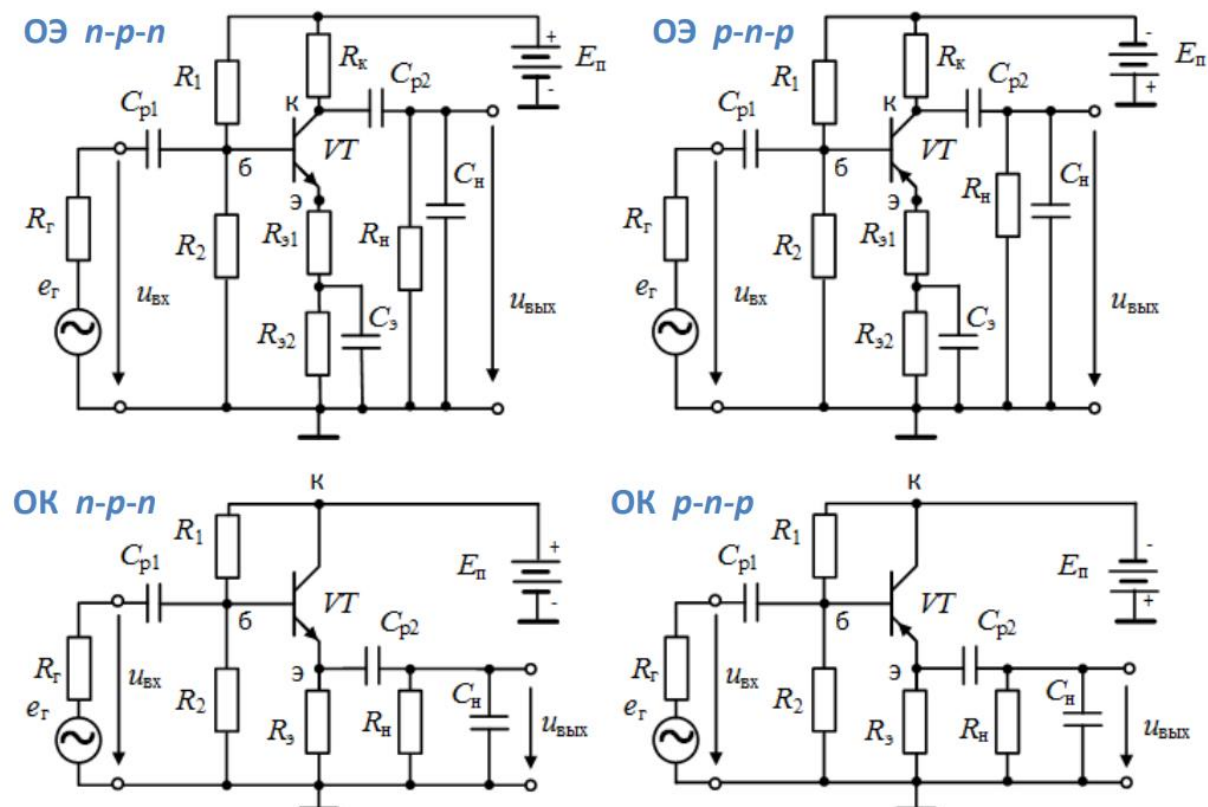 ОЭ n-p-n
+
Eп
-
Rк
R1
Cр2
Cр1
К
б
VT
Э
Cн
Rг
Rэ1
Rн
R2
eг
uвх
uвых
Cэ
Rэ2
ОЭ p-n-p
-
Eп
+
Rк
R1
Cр2
Cр1
К
б
VT
Э
Cн
Rн
Rг
Rэ1
R2
eг
uвх
uвых
Cэ
Rэ2
ОК n-p-n
К
R1
+
Eп
-
Cр1
VT
б
Cр2
Э
Rг
uвх
R2
Cн
eг
Rэ
Rн
uвых
ОК p-n-p
К
R1
-
Eп
+
Cр1
VT
б
Cр2
Э
Rг
uвх
R2
Cн
eг
Rэ
Rн
uвых